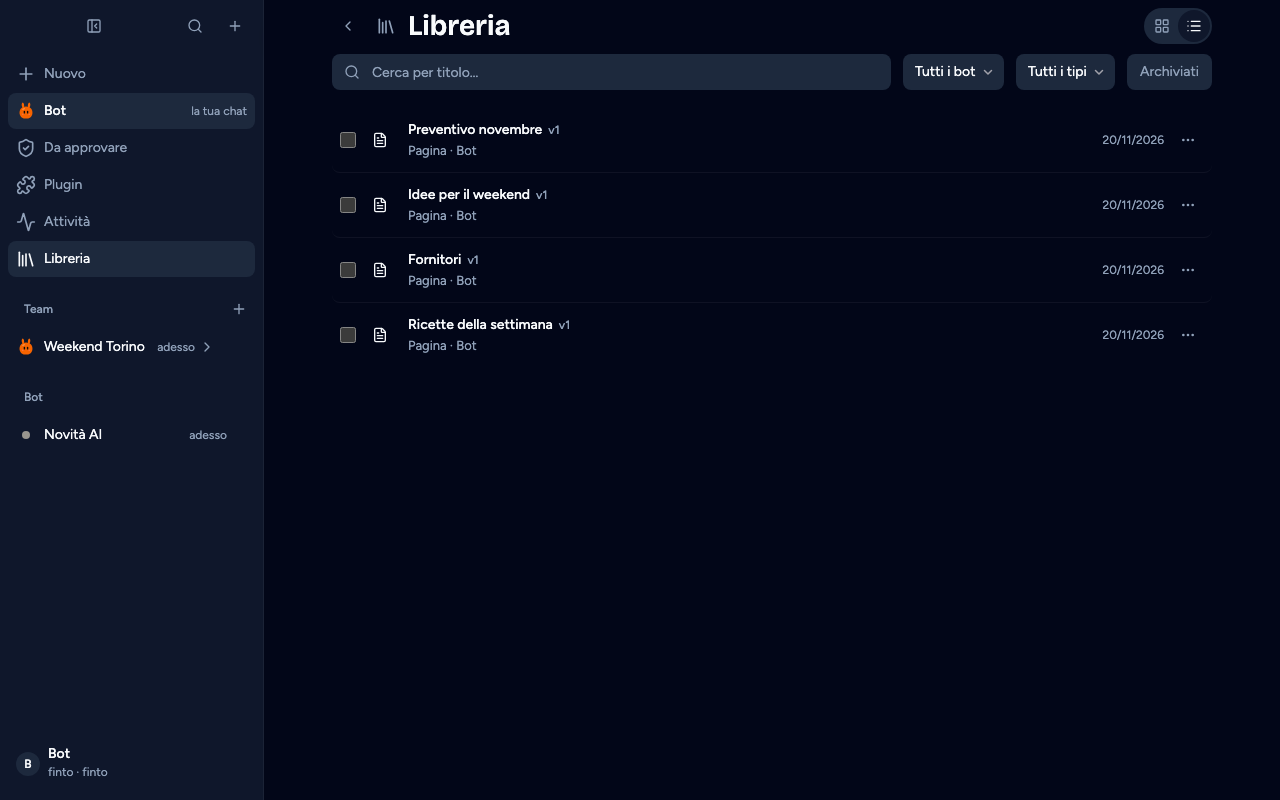 Nuovo
Bot la tua chat
Da approvare
Plugin
Attività
Libreria
Team
Weekend Torino adesso
Bot
Novità AI adesso
B
Bot
finto · finto
Libreria
Cerca per titolo...
Tutti i bot
Tutti i tipi
Archiviati
Preventivo novembre v1
Pagina · Bot
20/11/2026
Idee per il weekend v1
Pagina · Bot
20/11/2026
Fornitori v1
Pagina · Bot
20/11/2026
Ricette della settimana v1
Pagina · Bot
20/11/2026